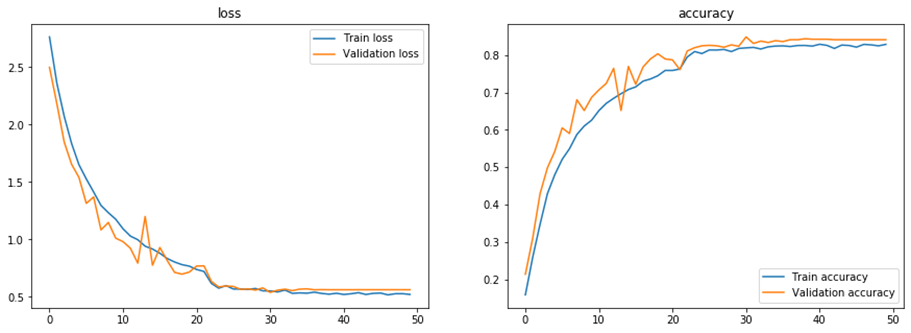 loss
Train loss
Validation loss
2.5
2.0
1.5
1.0
0.5
0 10 20 30 40 50
accuracy
0.8
0.7
0.6
0.5
0.4
0.3
0.2
Train accuracy
Validation accuracy
0 10 20 30 40 50